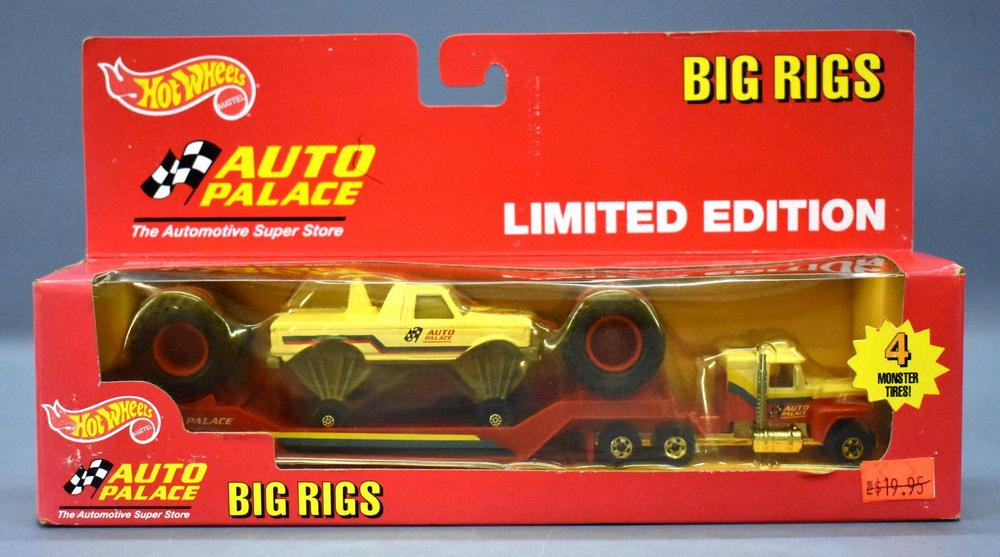 Hot Wheels
MATTEL
BIG RIGS
AUTO
PALACE
The Automotive Super Store
LIMITED EDITION
AUTO
PALACE
4
MONSTER
TIRES!
Hot Wheels
MATTEL
PALACE
AUTO
PALACE
AUTO
PALACE
The Automotive Super Store
BIG RIGS
$19.95